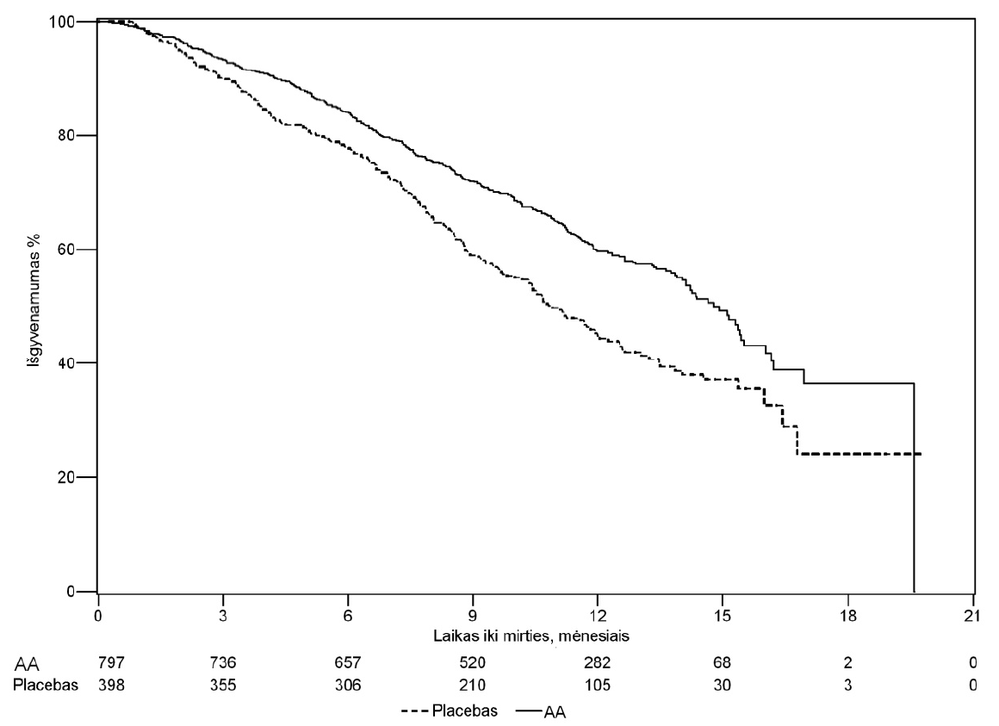 100
80
60
40
20
0
Išgyvenamumas %
0 3 6 9 12 15 18 21
Laikas iki mirties, mėnesiais
AA 797 736 657 520 282 68 2 0
Placebas 398 355 306 210 105 30 3 0
Placebas AA